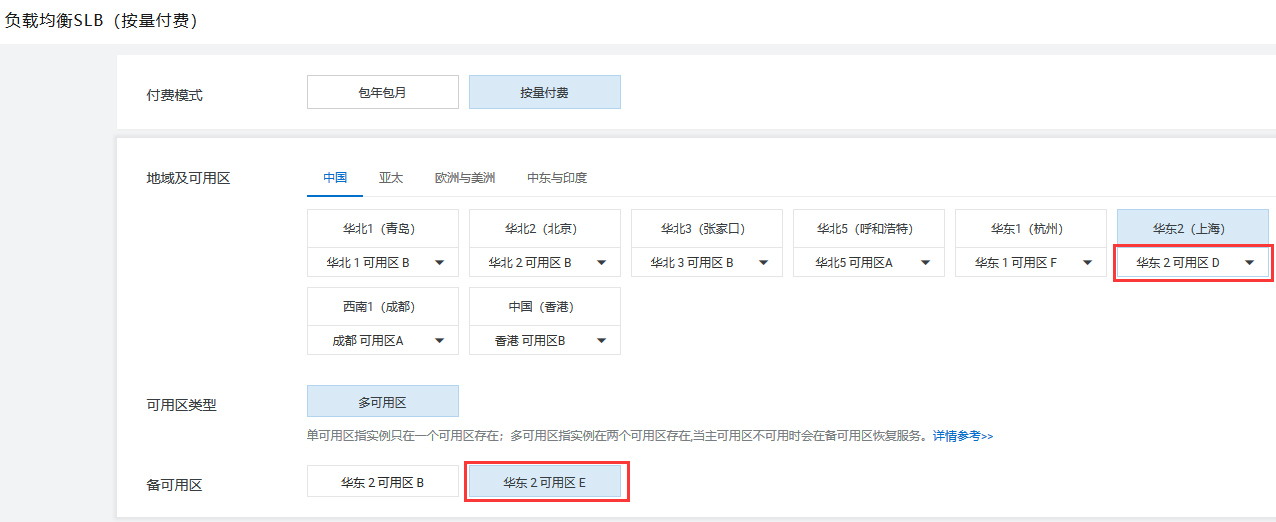 负载均衡SLB（按量付费）
付费模式 包年包月 按量付费
地域及可用区 中国 亚太 欧洲与美洲 中东与印度
华北1（青岛） 华北2（北京） 华北3（张家口） 华北5（呼和浩特） 华东1（杭州） 华东2（上海）
华北 1 可用区 B 华北 2 可用区 B 华北 3 可用区 B 华北5 可用区A 华东 1 可用区 F 华东 2 可用区 D
西南1（成都） 中国（香港）
成都 可用区A 香港 可用区B
可用区类型 多可用区
单可用区指实例只在一个可用区存在；多可用区指实例在两个可用区存在,当主可用区不可用时会在备可用区恢复服务。详情参考>>
备可用区 华东 2 可用区 B 华东 2 可用区 E